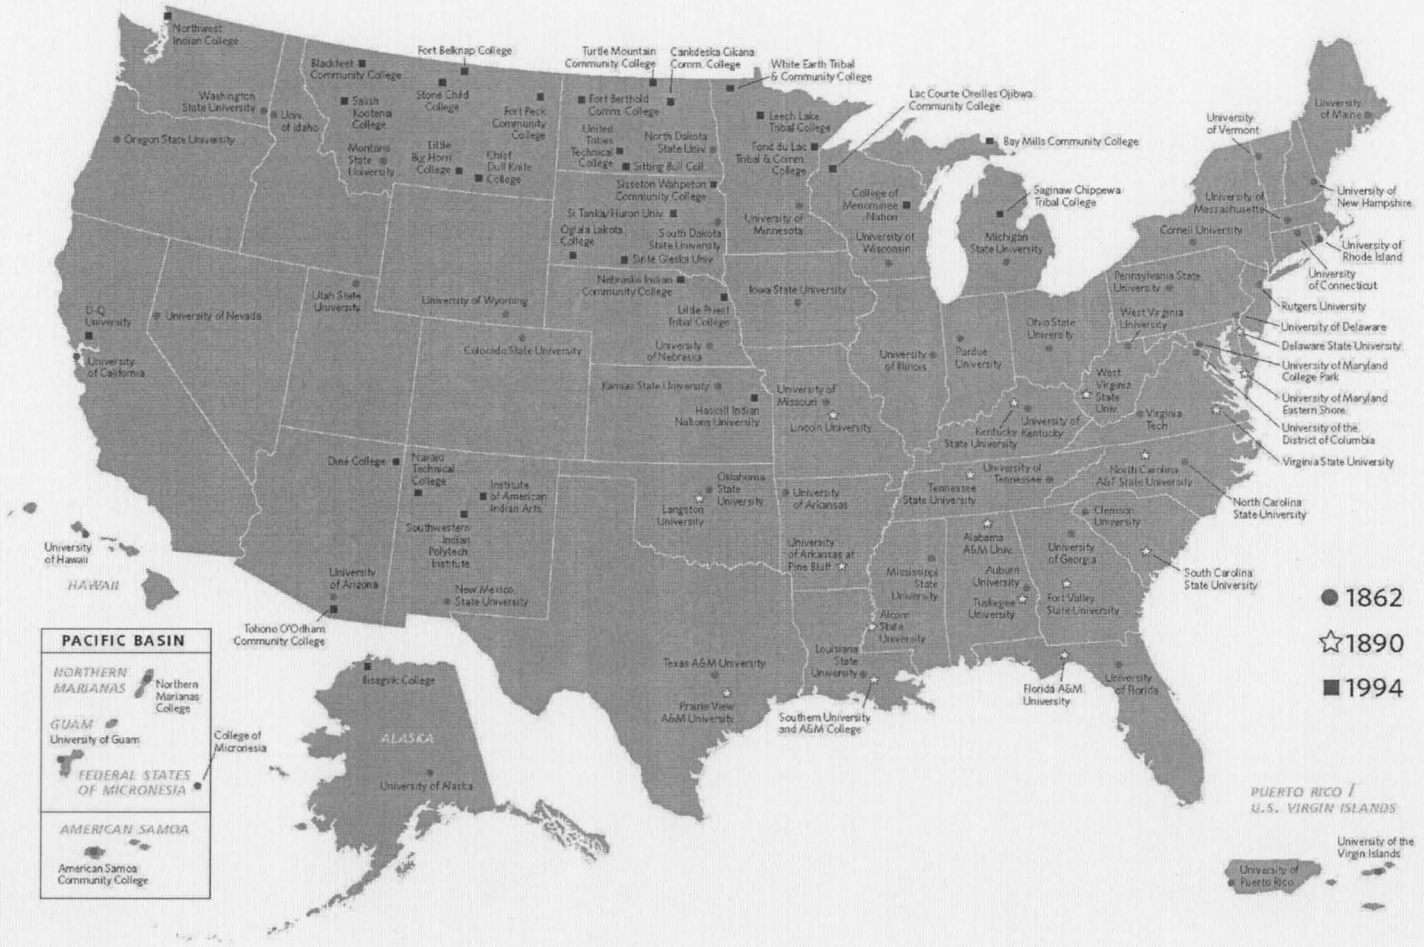 Northwest
Indian College
Fort Belknap College
Turtle Mountain
Community College
Cankdeska Cikana
Comm. College
White Earth Tribal
& Community College
Blackfeet
Community College
Stone Child
College
Lac Courte Oreilles Ojibwa
Community College
Washington
State University
Univ.
of Idaho
Salish
Kootenai
College
Fort Peck
Community
College
Fort Berthold
Comm. College
Leech Lake
Tribal College
University
of Maine
University
of Vermont
Oregon State University
Montana
State
University
Little
Big Horn
College
Chief
Dull Knife
College
United
Tribes
Technical
College
North Dakota
State Univ.
Sitting Bull Coll.
Fond du Lac
Tribal & Comm.
College
Bay Mills Community College
Sisseton Wahpeton
Community College
Si Tanka/Huron Univ.
Oglala Lakota
College
South Dakota
State University
Sinte Gleska Univ.
University of
Minnesota
College of
Menominee
Nation
University of
Wisconsin
Saginaw Chippewa
Tribal College
Michigan
State University
University of
New Hampshire
University of
Massachusetts
Cornell University
University of
Rhode Island
University
of Connecticut
Utah State
University
University of Wyoming
Nebraska Indian
Community College
Little Priest
Tribal College
Iowa State University
Pennsylvania State
University
Rutgers University
D-Q
University
University of Nevada
University
of California
Colorado State University
University
of Nebraska
University
of Illinois
Purdue
University
Ohio State
University
West Virginia
University
University of Delaware
Delaware State University
University of Maryland
College Park
University of Maryland
Eastern Shore
University of the
District of Columbia
Virginia State University
Kansas State University
Haskell Indian
Nations University
University of
Missouri
Lincoln University
Kentucky
State University
University of
Kentucky
West
Virginia
State
Univ.
Virginia
Tech
Diné College
Navajo
Technical
College
Institute
of American
Indian Arts
Southwestern
Indian
Polytech
Institute
Oklahoma
State
University
Langston
University
University
of Arkansas
University
of Arkansas at
Pine Bluff
Tennessee
State University
University of
Tennessee
North Carolina
A&T State University
North Carolina
State University
Clemson
University
South Carolina
State University
Alabama
A&M Univ.
University
of Georgia
Auburn
University
Tuskegee
University
Fort Valley
State University
Mississippi
State
University
Alcorn
State
University
University
of Arizona
Tohono O'Odham
Community College
New Mexico
State University
Texas A&M University
Prairie View
A&M University
Louisiana
State
University
Southern University
and A&M College
Florida A&M
University
University
of Florida
University
of Hawaii
HAWAII
1862
1890
1994
PACIFIC BASIN
NORTHERN
MARIANAS
Northern
Marianas
College
GUAM
University of Guam
College of
Micronesia
FEDERAL STATES
OF MICRONESIA
AMERICAN SAMOA
American Samoa
Community College
Ilisagvik College
ALASKA
University of Alaska
PUERTO RICO /
U.S. VIRGIN ISLANDS
University of the
Virgin Islands
University of
Puerto Rico